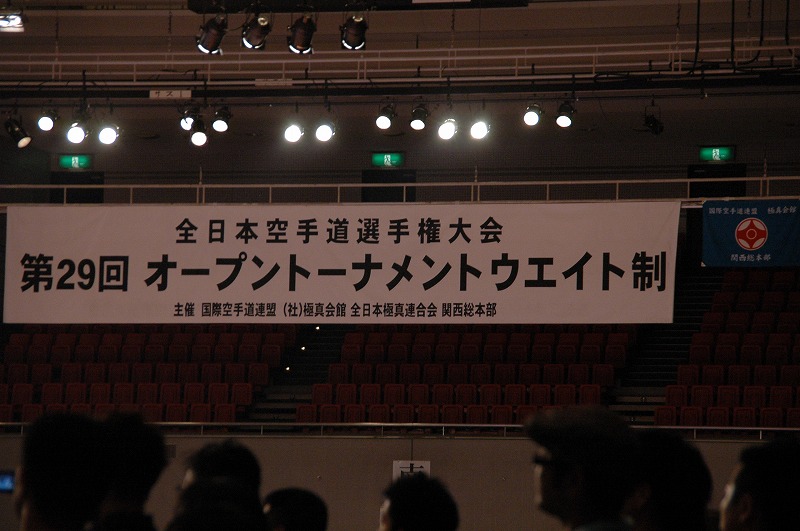 全日本空手道選手権大会
第29回 オープントーナメントウエイト制
主催 国際空手道連盟 (社)極真会館 全日本極真連合会 関西総本部
国際空手道連盟 極真会館
関西総本部